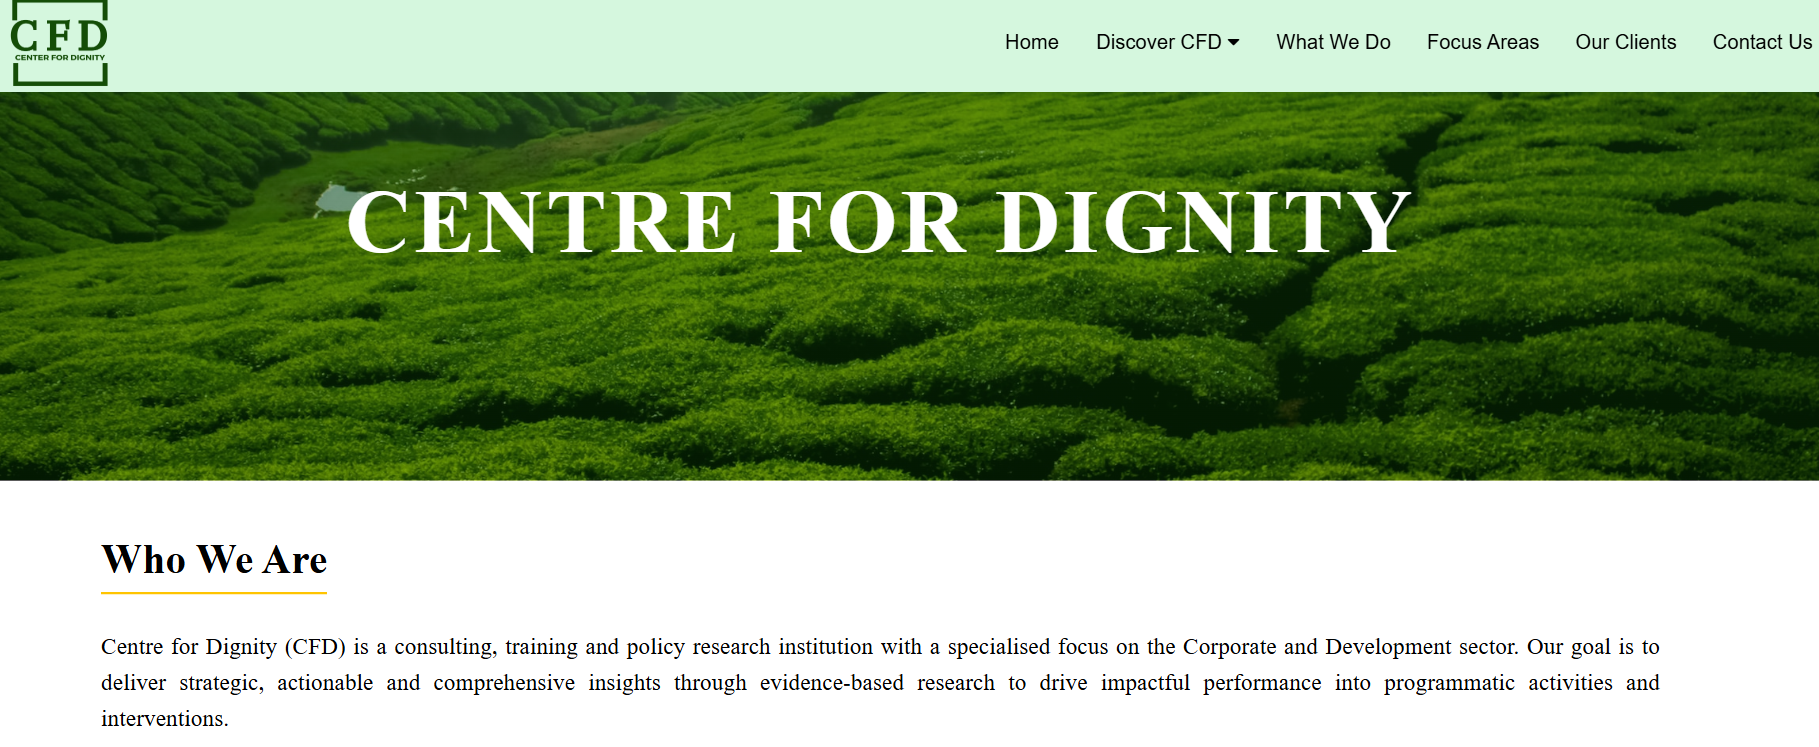 CFD
CENTER FOR DIGNITY
Home
Discover CFD
What We Do
Focus Areas
Our Clients
Contact Us
CENTRE FOR DIGNITY
Who We Are
Centre for Dignity (CFD) is a consulting, training and policy research institution with a specialised focus on the Corporate and Development sector. Our goal is to
deliver strategic, actionable and comprehensive insights through evidence-based research to drive impactful performance into programmatic activities and
interventions.